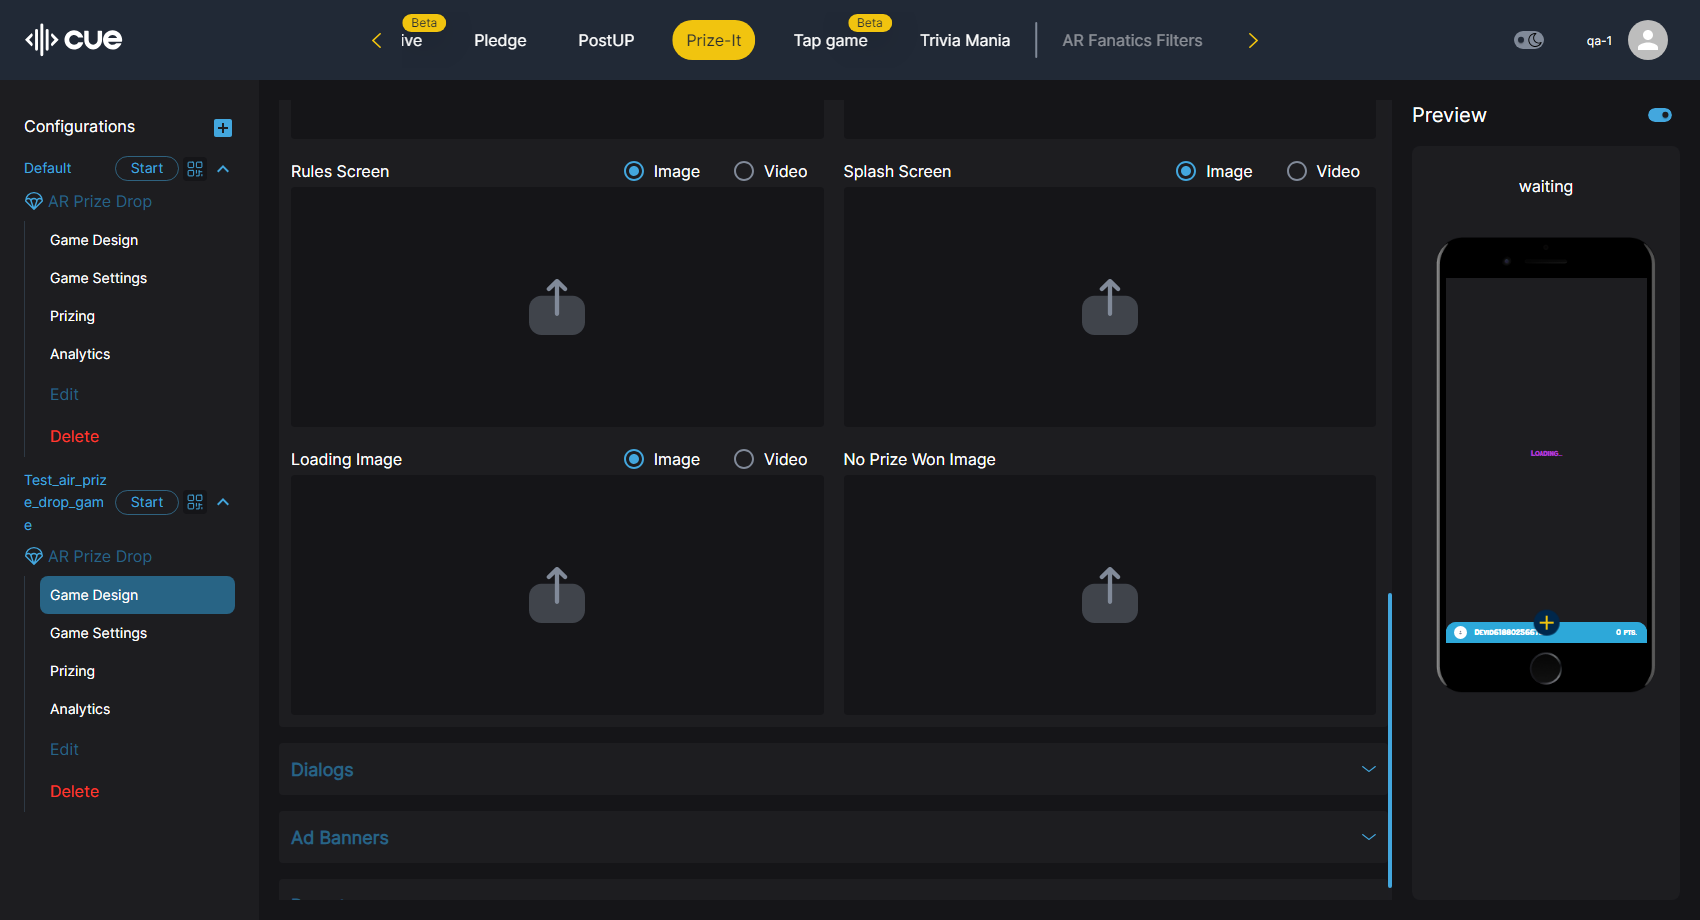 cue
ive
Beta
Pledge
PostUP
Prize-It
Tap game
Beta
Trivia Mania
AR Fanatics Filters
qa-1
Configurations
Default
Start
AR Prize Drop
Game Design
Game Settings
Prizing
Analytics
Edit
Delete
Test_air_priz
e_drop_gam
e
Start
AR Prize Drop
Game Design
Game Settings
Prizing
Analytics
Edit
Delete
Rules Screen
Image
Video
Splash Screen
Image
Video
Loading Image
Image
Video
No Prize Won Image
Dialogs
Ad Banners
Preview
waiting
Loading...
0 pts.